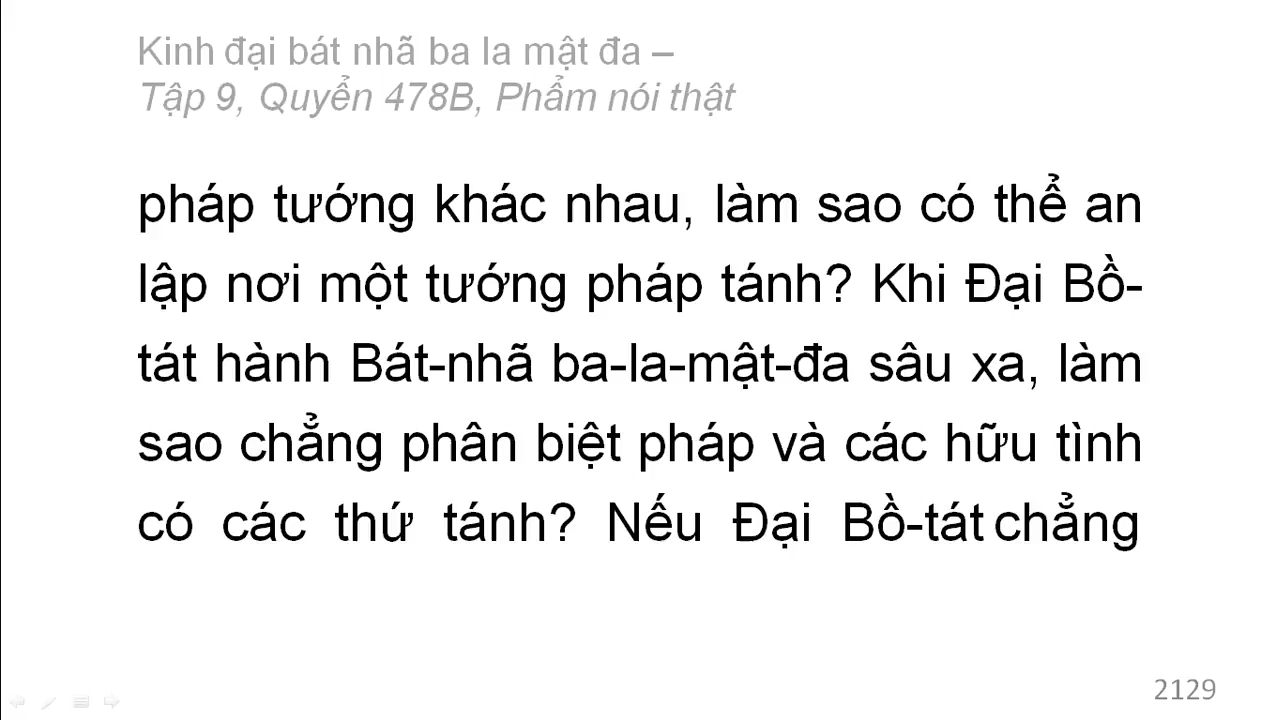 Kinh đại bát nhã ba la mật đa –
Tập 9, Quyển 478B, Phẩm nói thật
pháp tướng khác nhau, làm sao có thể an
lập nơi một tướng pháp tánh? Khi Đại Bồ-
tát hành Bát-nhã ba-la-mật-đa sâu xa, làm
sao chẳng phân biệt pháp và các hữu tình
có các thứ tánh? Nếu Đại Bồ-tát chẳng
2129